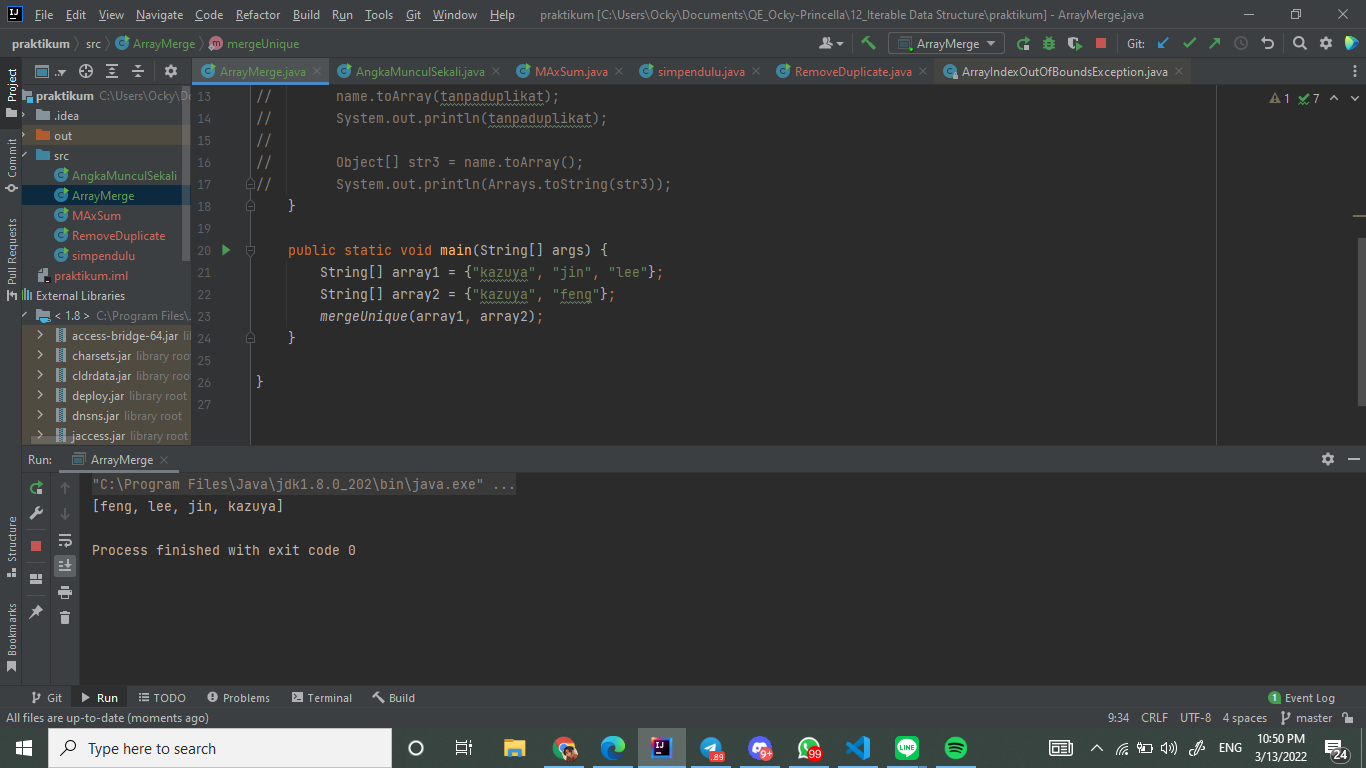 File Edit View Navigate Code Refactor Build Run Tools Git Window Help praktikum [C:\Users\Ocky\Documents\QE_Ocky-Princella\12_Iterable Data Structure\praktikum] - ArrayMerge.java
praktikum src ArrayMerge mergeUnique ArrayMerge Git:
ArrayMerge.java AngkaMunculSekali.java MAxSum.java simpendulu.java RemoveDuplicate.java ArrayIndexOutOfBoundsException.java
Project
Commit
Pull Requests
Structure
Bookmarks
praktikum C:\Users\Ocky\Do
.idea
out
src
AngkaMunculSekali
ArrayMerge
MAxSum
RemoveDuplicate
simpendulu
praktikum.iml
External Libraries
< 1.8 > C:\Program Files\.
access-bridge-64.jar
charsets.jar library root
cldrdata.jar library root
deploy.jar library root
dnsns.jar library root
jaccess.jar library root
1 7
13 // name.toArray(tanpaduplikat);
14 // System.out.println(tanpaduplikat);
15 //
16 // Object[] str3 = name.toArray();
17 // System.out.println(Arrays.toString(str3));
18 }
19
20 public static void main(String[] args) {
21 String[] array1 = {"kazuya", "jin", "lee"};
22 String[] array2 = {"kazuya", "feng"};
23 mergeUnique(array1, array2);
24 }
25
26 }
27
Run: ArrayMerge
"C:\Program Files\Java\jdk1.8.0_202\bin\java.exe" ...
[feng, lee, jin, kazuya]
Process finished with exit code 0
Git Run TODO Problems Terminal Build 1 Event Log
All files are up-to-date (moments ago) 9:34 CRLF UTF-8 4 spaces master
Type here to search .89 9+ 99 LINE ENG 10:50 PM
3/13/2022 24